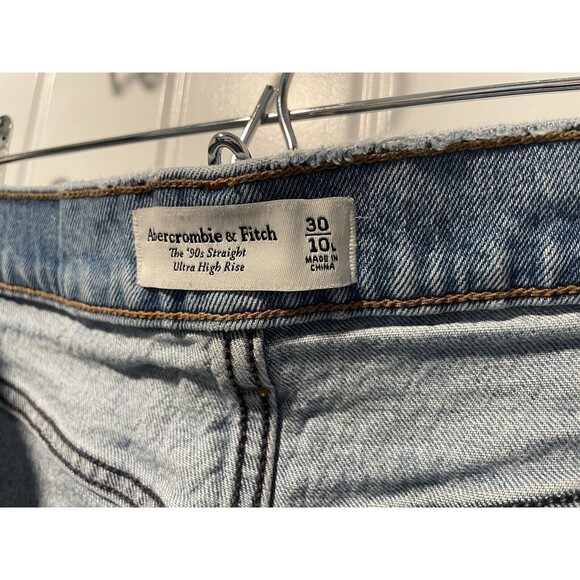 Abercrombie & Fitch
The '90s Straight
Ultra High Rise
30
10L
MADE IN
CHINA